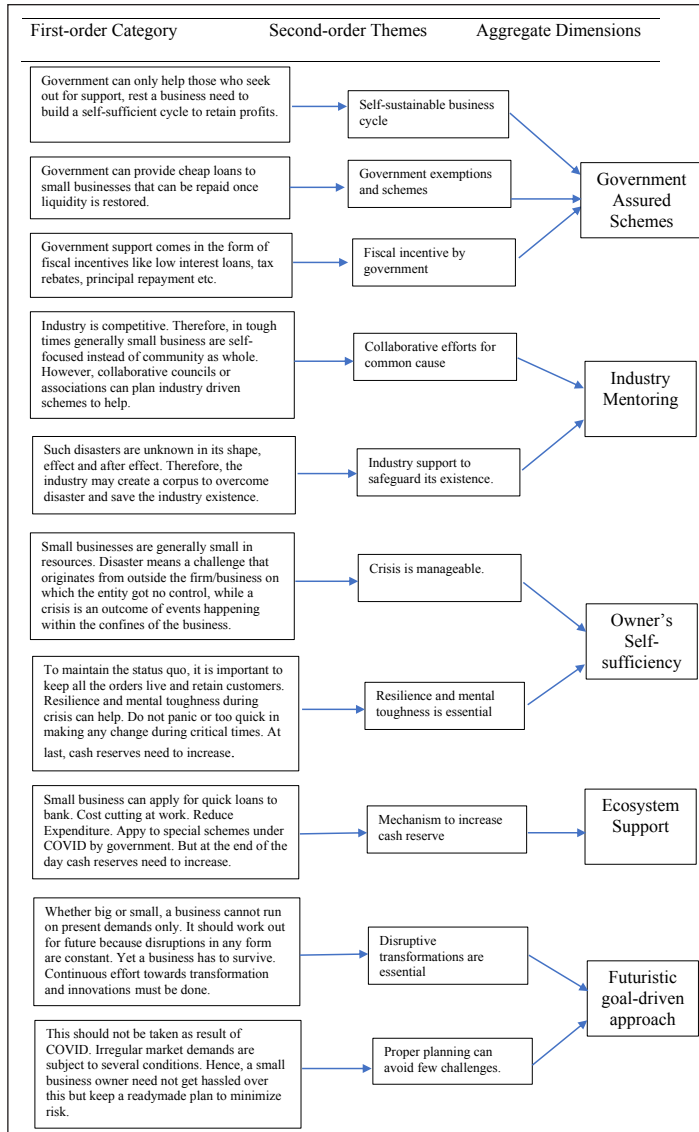 First-order Category Second-order Themes Aggregate Dimensions
Government can only help those who seek
out for support, rest a business need to
build a self-sufficient cycle to retain profits.
Self-sustainable business
cycle
Government can provide cheap loans to
small businesses that can be repaid once
liquidity is restored.
Government exemptions
and schemes
Government support comes in the form of
fiscal incentives like low interest loans, tax
rebates, principal repayment etc.
Fiscal incentive by
government
Government
Assured
Schemes
Industry is competitive. Therefore, in tough
times generally small business are self-
focused instead of community as whole.
However, collaborative councils or
associations can plan industry driven
schemes to help.
Collaborative efforts for
common cause
Such disasters are unknown in its shape,
effect and after effect. Therefore, the
industry may create a corpus to overcome
disaster and save the industry existence.
Industry support to
safeguard its existence.
Industry
Mentoring
Small businesses are generally small in
resources. Disaster means a challenge that
originates from outside the firm/business on
which the entity got no control, while a
crisis is an outcome of events happening
within the confines of the business.
Crisis is manageable.
To maintain the status quo, it is important to
keep all the orders live and retain customers.
Resilience and mental toughness during
crisis can help. Do not panic or too quick in
making any change during critical times. At
last, cash reserves need to increase.
Resilience and mental
toughness is essential
Owner's
Self-
sufficiency
Small business can apply for quick loans to
bank. Cost cutting at work. Reduce
Expenditure. Appy to special schemes under
COVID by government. But at the end of the
day cash reserves need to increase.
Mechanism to increase
cash reserve
Ecosystem
Support
Whether big or small, a business cannot run
on present demands only. It should work out
for future because disruptions in any form
are constant. Yet a business has to survive.
Continuous effort towards transformation
and innovations must be done.
Disruptive
transformations are
essential
This should not be taken as result of
COVID. Irregular market demands are
subject to several conditions. Hence, a small
business owner need not get hassled over
this but keep a readymade plan to minimize
risk.
Proper planning can
avoid few challenges.
Futuristic
goal-driven
approach